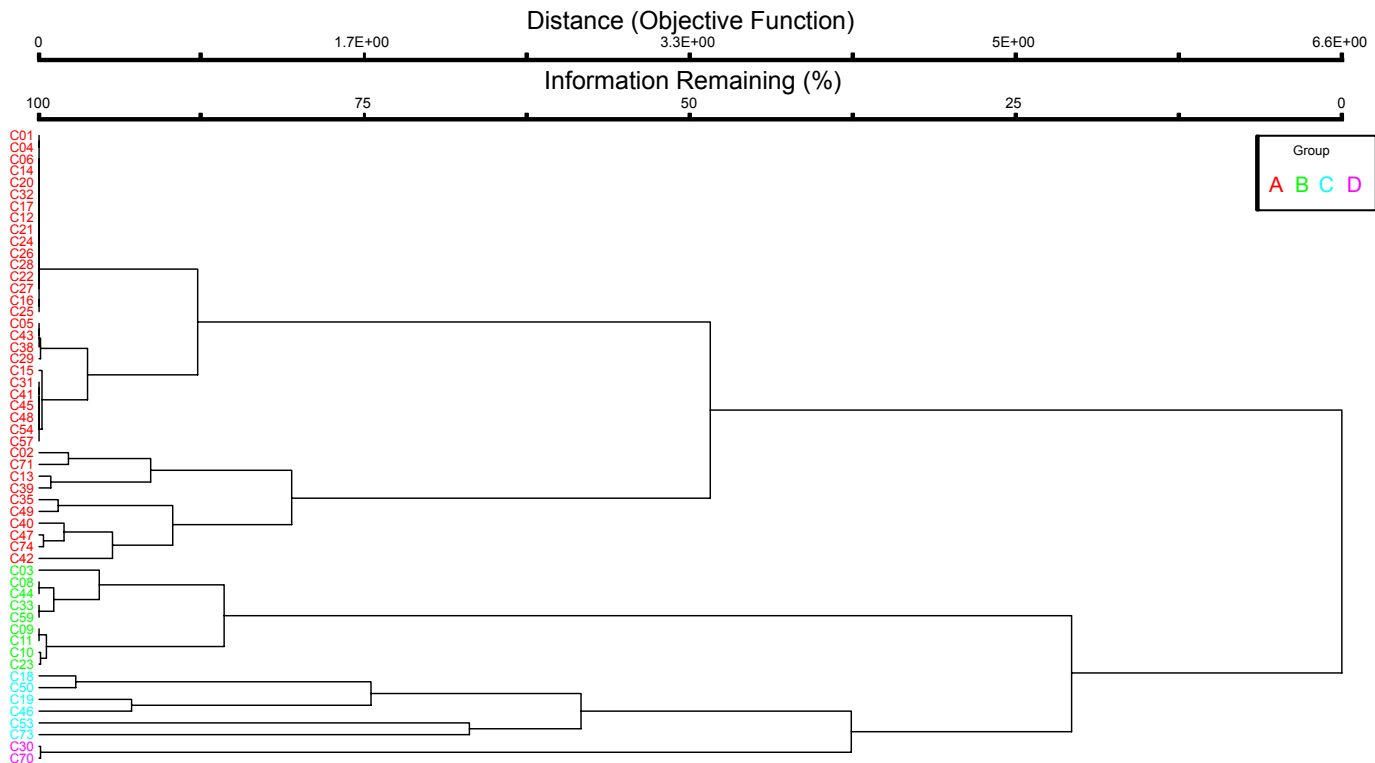 Distance (Objective Function)
0 1.7E+00 3.3E+00 5E+00 6.6E+00
Information Remaining (%)
100 75 50 25 0
Group
A B C D
C01
C04
C06
C14
C20
C32
C17
C12
C21
C24
C26
C28
C22
C27
C16
C25
C05
C43
C38
C29
C15
C31
C41
C45
C48
C54
C57
C02
C71
C13
C39
C35
C49
C40
C47
C74
C42
C03
C08
C44
C33
C59
C09
C11
C10
C23
C18
C50
C19
C46
C53
C73
C30
C70